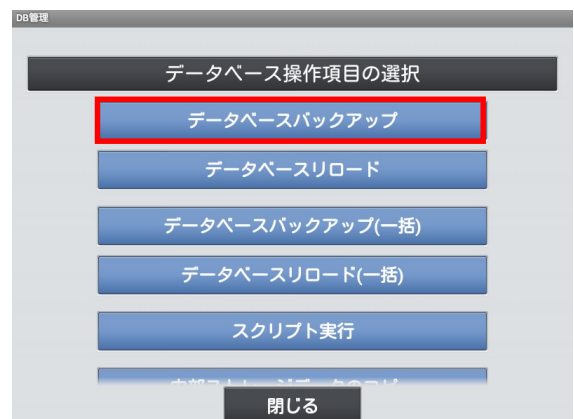 DB管理
データベース操作項目の選択
データベースバックアップ
データベースリロード
データベースバックアップ(一括)
データベースリロード(一括)
スクリプト実行
閉じる